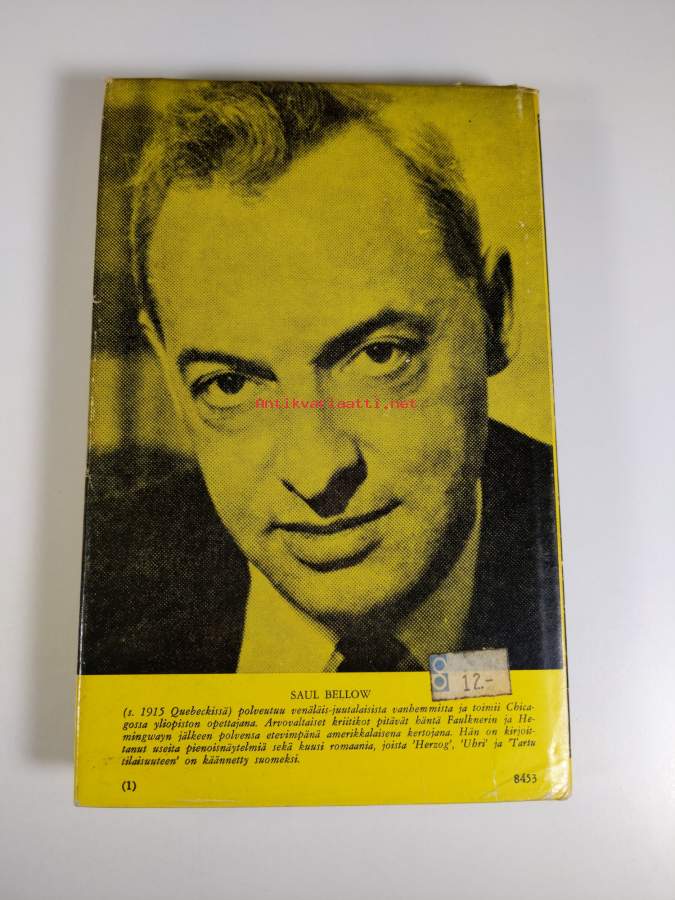 Antikvariaatti.net
12.-
SAUL BELLOW
(s. 1915 Quebeckissä) polveutuu venäläis-juutalaisista vanhemmista ja toimii Chica-
gossa yliopiston opettajana. Arvovaltaiset kriitikot pitävät häntä Faulknerin ja He-
mingwayn jälkeen polvensa etevimpänä amerikkalaisena kertojana. Hän on kirjoit-
tanut useita pienoisnäytelmiä sekä kuusi romaania, joista 'Herzog', 'Uhri' ja 'Tartu
tilaisuuteen' on käännetty suomeksi.
(1) 8453